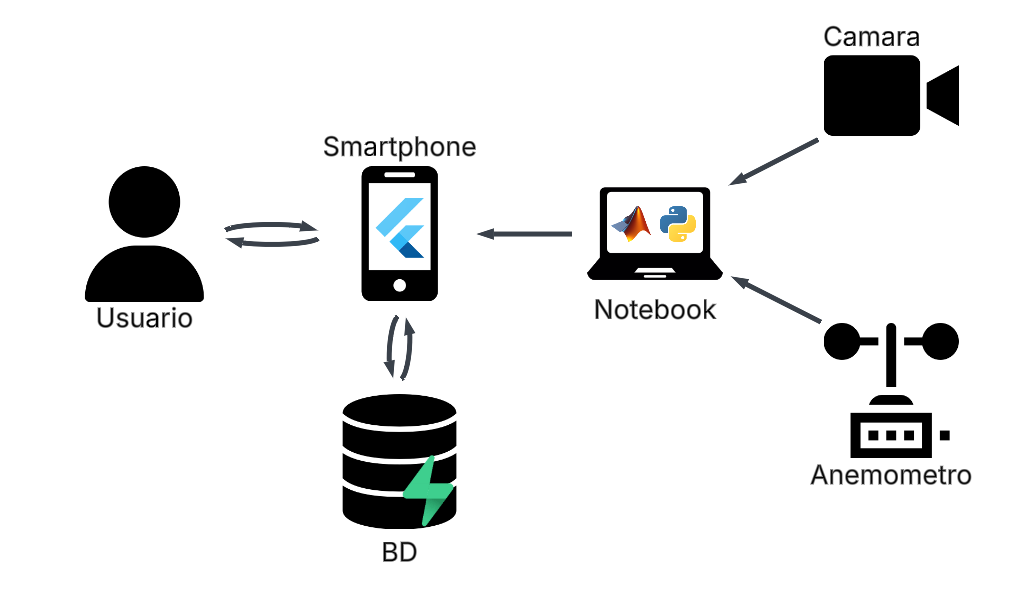 Camara
Smartphone
Usuario
Notebook
Anemometro
BD